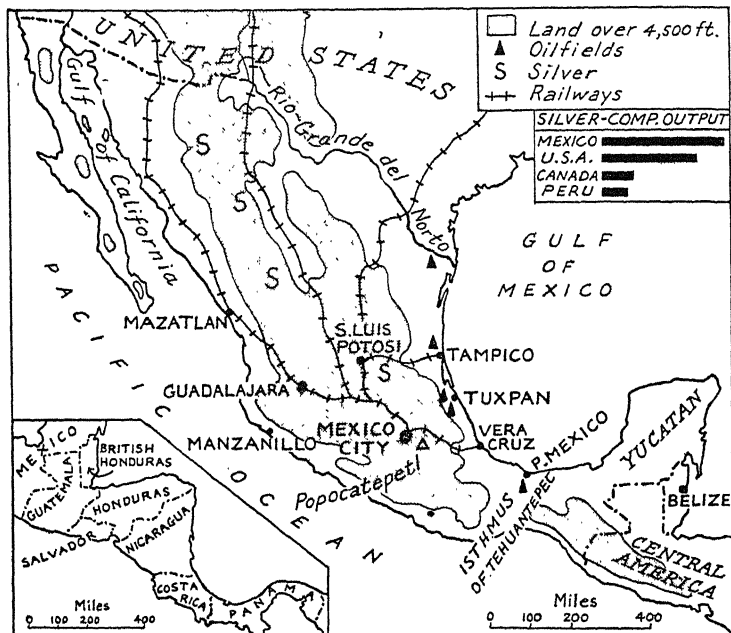 UNITED
STATES
Land over 4,500 ft.
Oilfields
S Silver
Railways
SILVER-COMP. OUTPUT
MEXICO
U.S.A.
CANADA
PERU
Gulf
of California
Rio-Grande del
Norto
GULF
OF
MEXICO
PACIFIC
OCEAN
S
S
S
S
MAZATLAN
S. LUIS
POTOSI
TAMPICO
GUADALAJARA
TUXPAN
MEXICO
CITY
VERA
CRUZ
MANZANILLO
Popocatepetl
P. MEXICO
YUCATAN
BELIZE
ISTHMUS
OF TEHUANTEPEC
CENTRAL
AMERICA
MEXICO
BRITISH
HONDURAS
GUATEMALA
HONDURAS
SALVADOR
NICARAGUA
COSTA
RICA
PANAMA
Miles
0 100 200 400
Miles
0 100 200 400